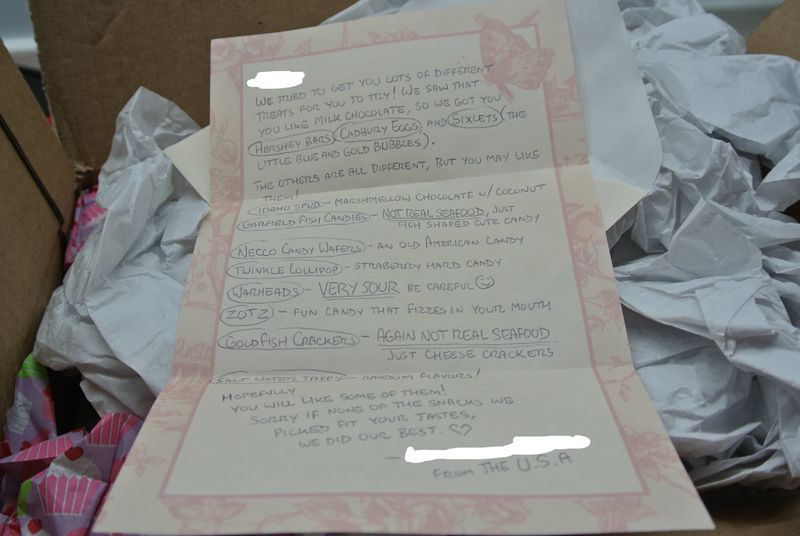 WE TRIED TO GET YOU LOTS OF DIFFERENT
TREATS FOR YOU TO TRY! WE SAW THAT
YOU LIKE MILK CHOCOLATE, SO WE GOT YOU
HERSHEY BARS, CADBURY EGGS, AND SIXLETS (THE
LITTLE BLUE AND GOLD BUBBLES).
THE OTHERS ARE ALL DIFFERENT, BUT YOU MAY LIKE
THEM!
IDAHO SPUD - MARSHMELLOW CHOCOLATE W/ COCONUT
GARFIELD FISH CANDIES - NOT REAL SEAFOOD, JUST
FISH SHAPED CUTE CANDY
NECCO CANDY WAFERS - AN OLD AMERICAN CANDY
TWINKLE LOLLIPOP - STRABERRY HARD CANDY
WARHEADS - VERY SOUR BE CAREFUL ☺
ZOTZ - FUN CANDY THAT FIZZES IN YOUR MOUTH
GOLDFISH CRACKERS - AGAIN NOT REAL SEAFOOD
JUST CHEESE CRACKERS
SALT WATER TAFFY - RANDOM FLAVORS!
HOPEFULLY
YOU WILL LIKE SOME OF THEM!
SORRY IF NONE OF THE SNACKS WE
PICKED FIT YOUR TASTES,
WE DID OUR BEST. ♡
-
FROM THE U.S.A